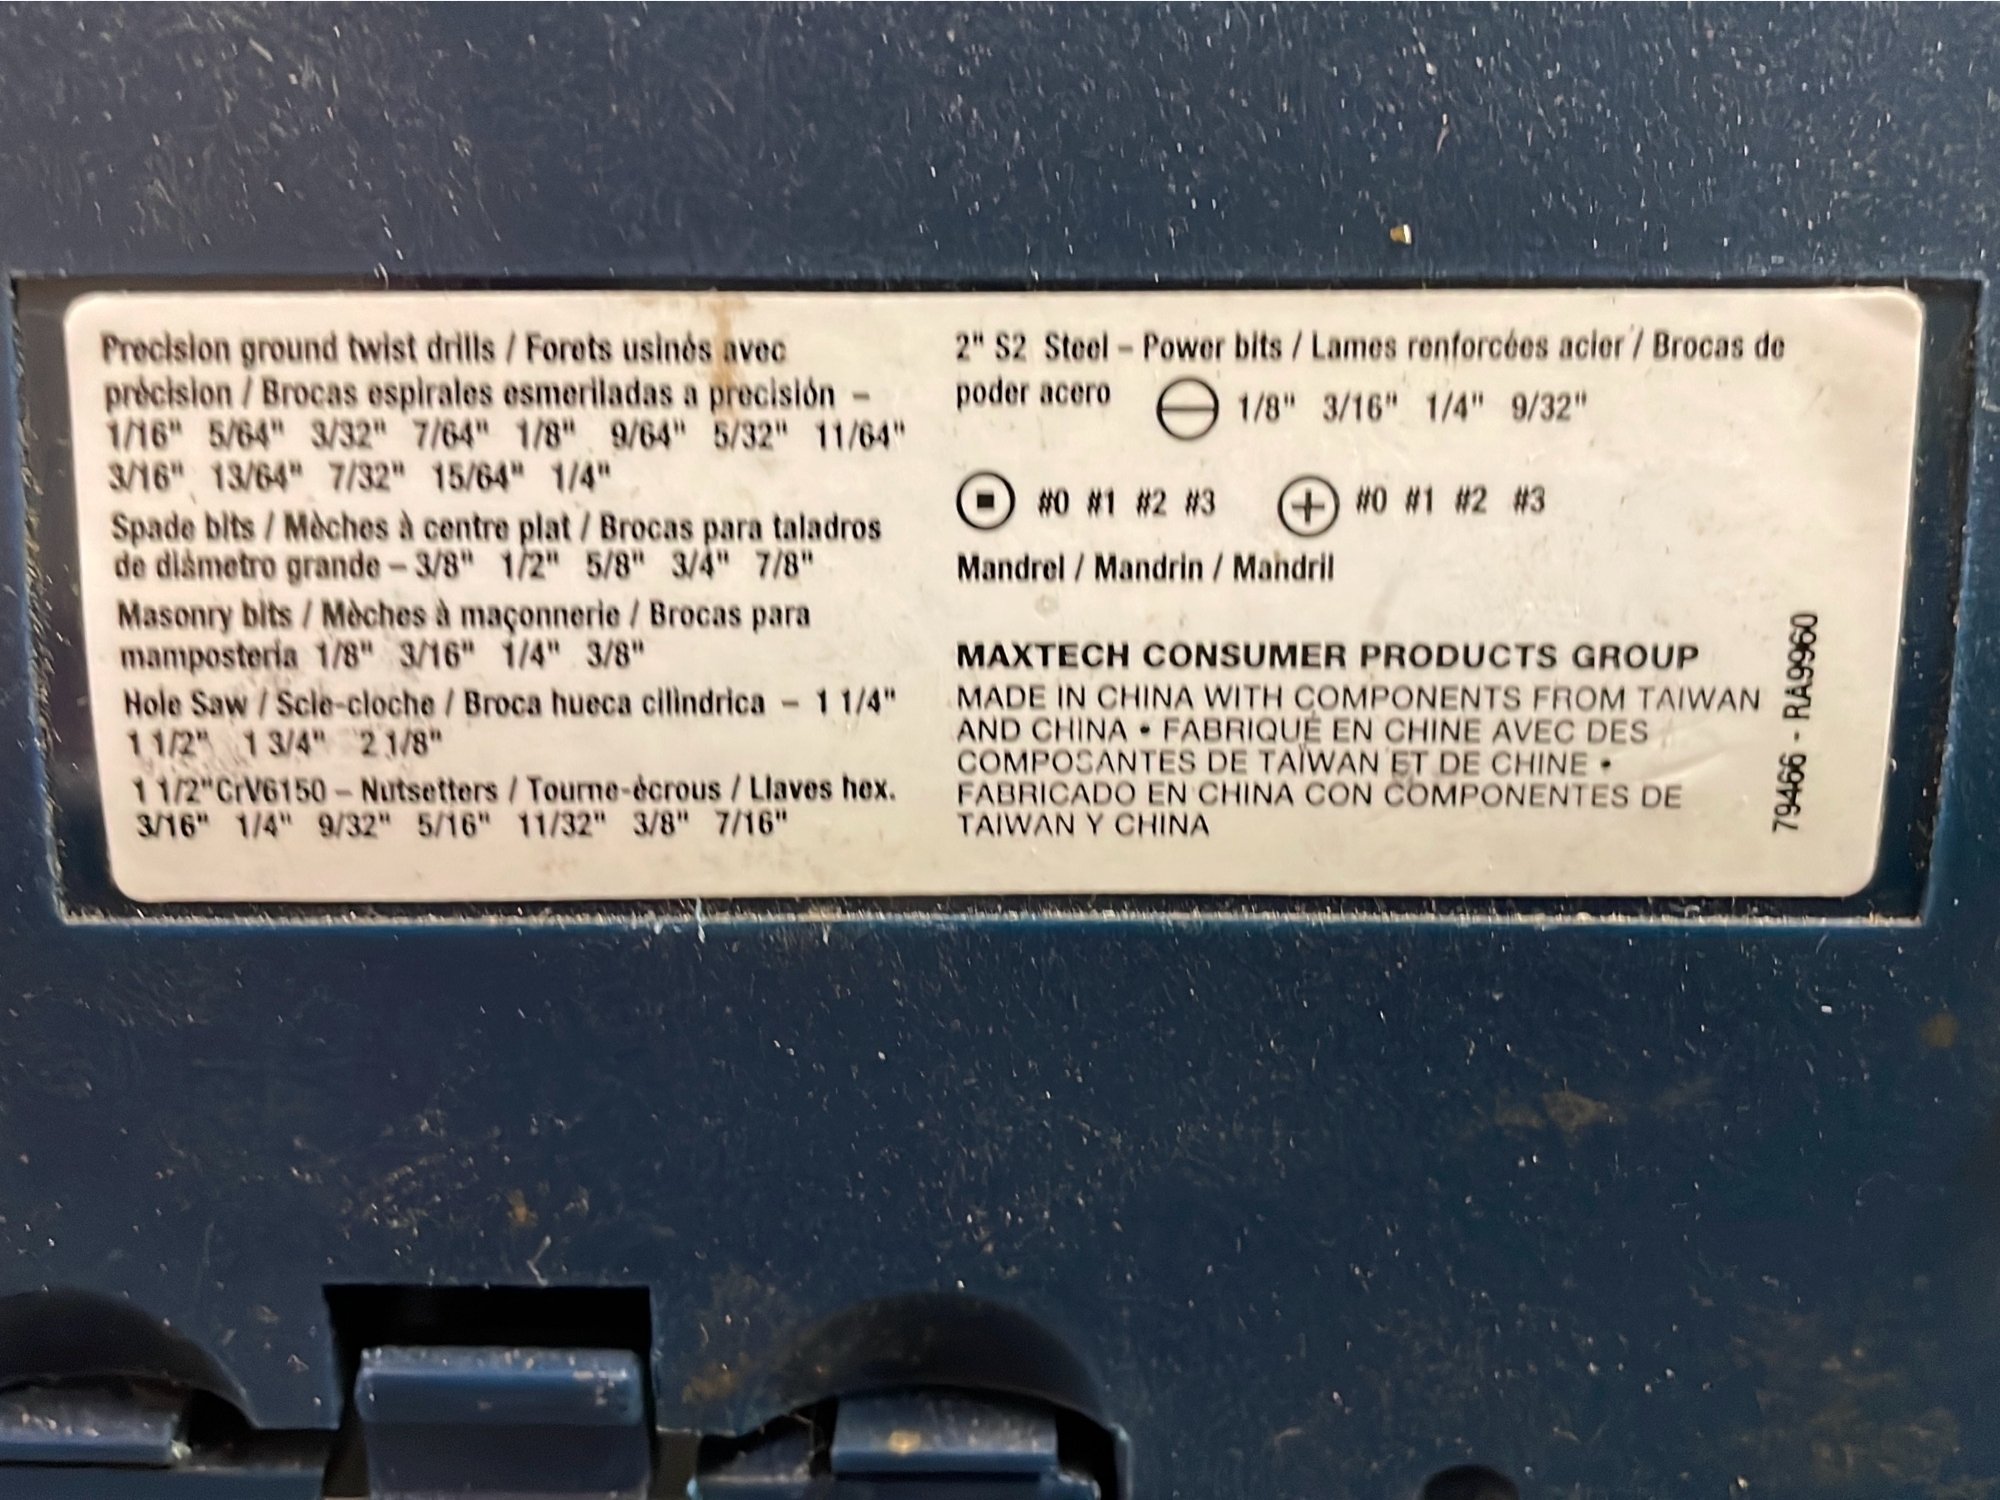 Precision ground twist drills / Forets usinés avec
précision / Brocas espirales esmeriladas a precisión –
1/16" 5/64" 3/32" 7/64" 1/8" 9/64" 5/32" 11/64"
3/16" 13/64" 7/32" 15/64" 1/4"
Spade bits / Mèches à centre plat / Brocas para taladros
de diámetro grande – 3/8" 1/2" 5/8" 3/4" 7/8"
Masonry bits / Mèches à maçonnerie / Brocas para
mampostería 1/8" 3/16" 1/4" 3/8"
Hole Saw / Scie-cloche / Broca hueca cilíndrica – 1 1/4"
1 1/2" 1 3/4" 2 1/8"
1 1/2"CrV6150 – Nutsetters / Tourne-écrous / Llaves hex.
3/16" 1/4" 9/32" 5/16" 11/32" 3/8" 7/16"
2" S2 Steel – Power bits / Lames renforcées acier / Brocas de
poder acero 1/8" 3/16" 1/4" 9/32"
#0 #1 #2 #3 #0 #1 #2 #3
Mandrel / Mandrin / Mandril
MAXTECH CONSUMER PRODUCTS GROUP
MADE IN CHINA WITH COMPONENTS FROM TAIWAN
AND CHINA • FABRIQUÉ EN CHINE AVEC DES
COMPOSANTES DE TAÏWAN ET DE CHINE •
FABRICADO EN CHINA CON COMPONENTES DE
TAIWAN Y CHINA
79466 - RA9960